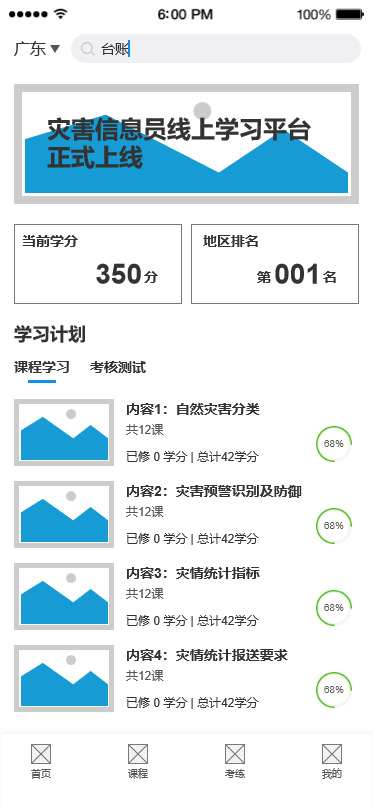 6:00 PM
100%
广东
台账
灾害信息员线上学习平台
正式上线
当前学分
350分
地区排名
第001名
学习计划
课程学习 考核测试
内容1：自然灾害分类
共12课
已修 0 学分 | 总计42学分
68%
内容2：灾害预警识别及防御
共12课
已修 0 学分 | 总计42学分
68%
内容3：灾情统计指标
共12课
已修 0 学分 | 总计42学分
68%
内容4：灾情统计报送要求
共12课
已修 0 学分 | 总计42学分
68%
首页 课程 考练 我的